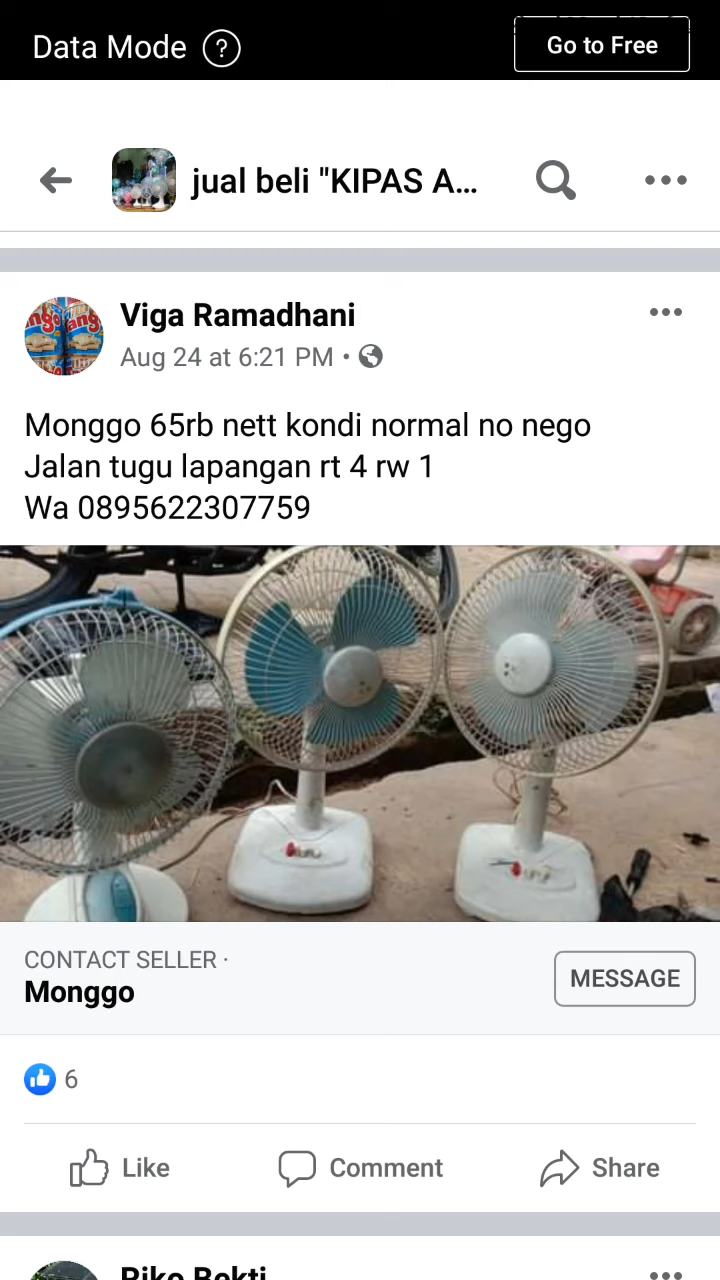 Data Mode ?
Go to Free
jual beli "KIPAS A...
Viga Ramadhani
Aug 24 at 6:21 PM •
Monggo 65rb nett kondi normal no nego
Jalan tugu lapangan rt 4 rw 1
Wa 0895622307759
CONTACT SELLER ·
Monggo
MESSAGE
6
Like
Comment
Share
Riko Bekti